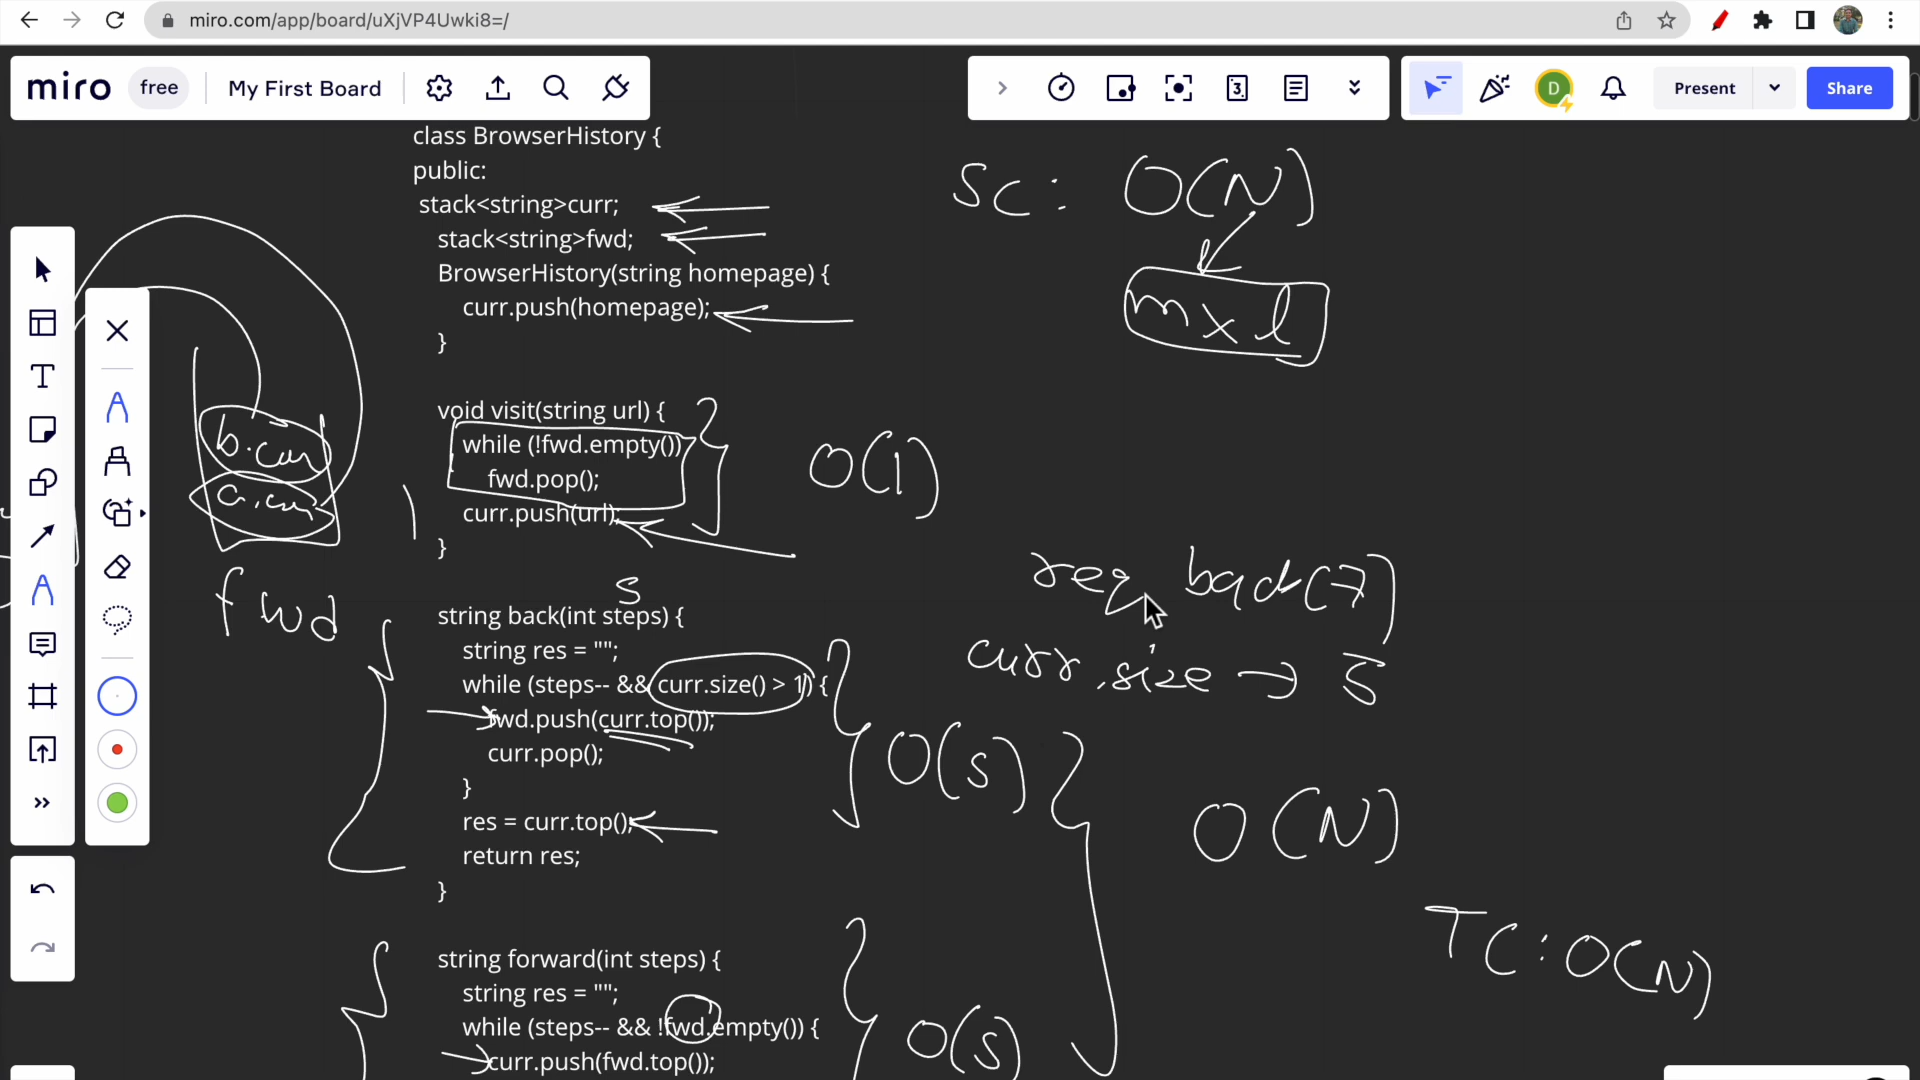 miro.com/app/board/uXjVP4Uwki8=/
miro free My First Board
3 D Present Share
class BrowserHistory {
public:
stack<string>curr;
stack<string>fwd;
BrowserHistory(string homepage) {
curr.push(homepage);
}
void visit(string url) {
while (!fwd.empty())
fwd.pop();
curr.push(url);
}
string back(int steps) {
string res = "";
while (steps-- && curr.size() > 1) {
fwd.push(curr.top());
curr.pop();
}
res = curr.top();
return res;
}
string forward(int steps) {
string res = "";
while (steps-- && !fwd.empty()) {
curr.push(fwd.top());
SC: O(N)
m x l
O(1)
s
req back(7)
curr.size → 5
O(s)
O(N)
TC: O(N)
O(s)
fwd
T